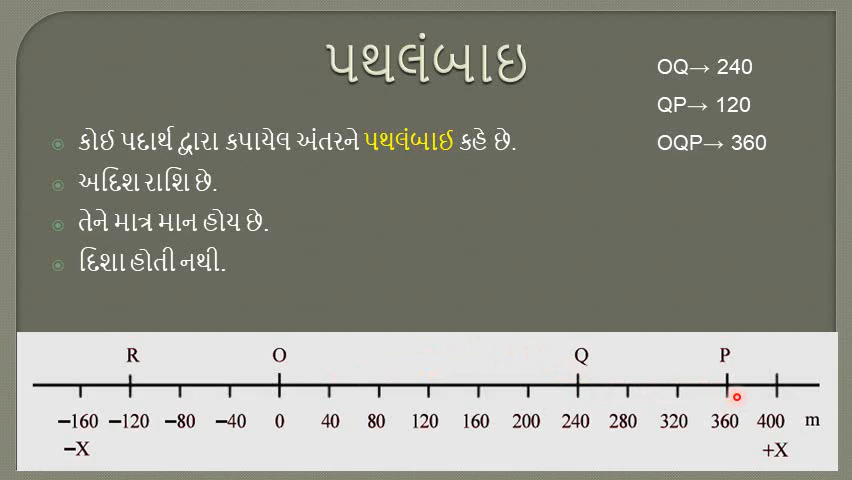 પથલંબાઇ
OQ→ 240
QP→ 120
OQP→ 360
કોઈ પદાર્થ દ્વારા કપાયેલ અંતરને પથલંબાઈ કહે છે.
અદિશ રાશિ છે.
તેને માત્ર માન હોય છે.
દિશા હોતી નથી.
R O Q P
−160 −120 −80 −40 0 40 80 120 160 200 240 280 320 360 400 m
−X +X